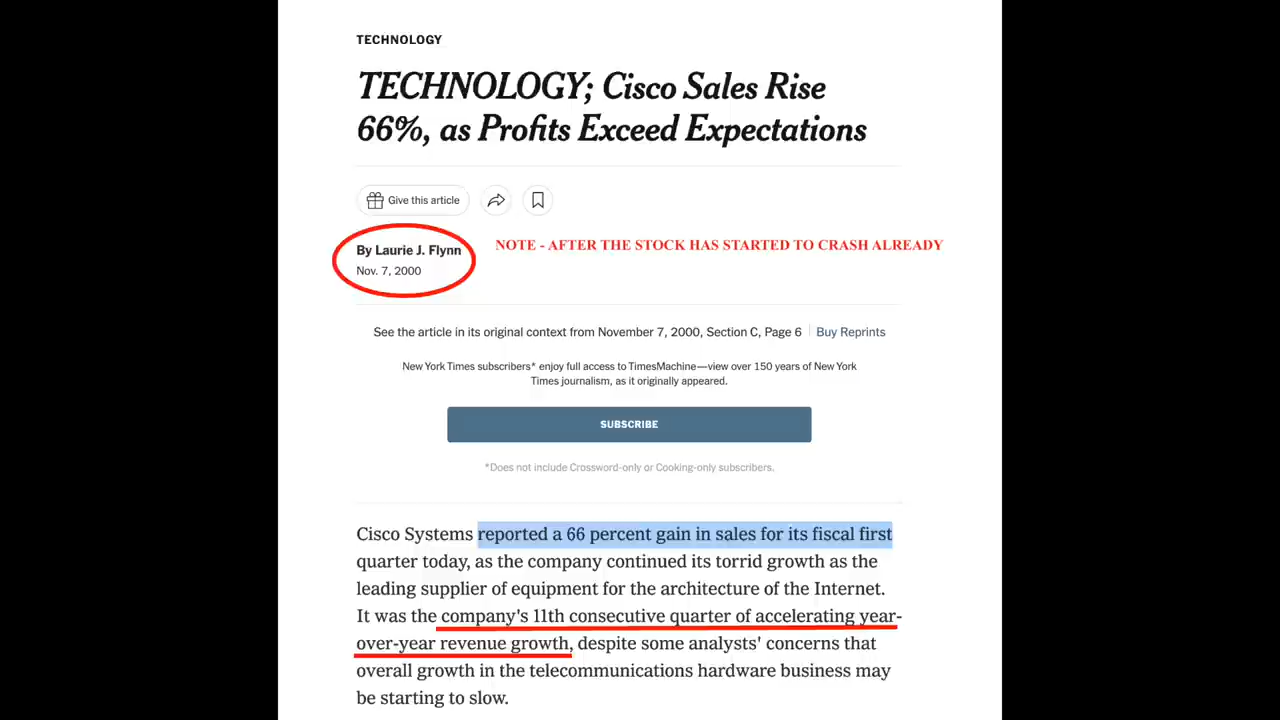 TECHNOLOGY
TECHNOLOGY; Cisco Sales Rise
66%, as Profits Exceed Expectations
Give this article
By Laurie J. Flynn
NOTE - AFTER THE STOCK HAS STARTED TO CRASH ALREADY
Nov. 7, 2000
See the article in its original context from November 7, 2000, Section C, Page 6 Buy Reprints
New York Times subscribers* enjoy full access to TimesMachine—view over 150 years of New York
Times journalism, as it originally appeared.
SUBSCRIBE
*Does not include Crossword-only or Cooking-only subscribers.
Cisco Systems reported a 66 percent gain in sales for its fiscal first
quarter today, as the company continued its torrid growth as the
leading supplier of equipment for the architecture of the Internet.
It was the company's 11th consecutive quarter of accelerating year-
over-year revenue growth, despite some analysts' concerns that
overall growth in the telecommunications hardware business may
be starting to slow.